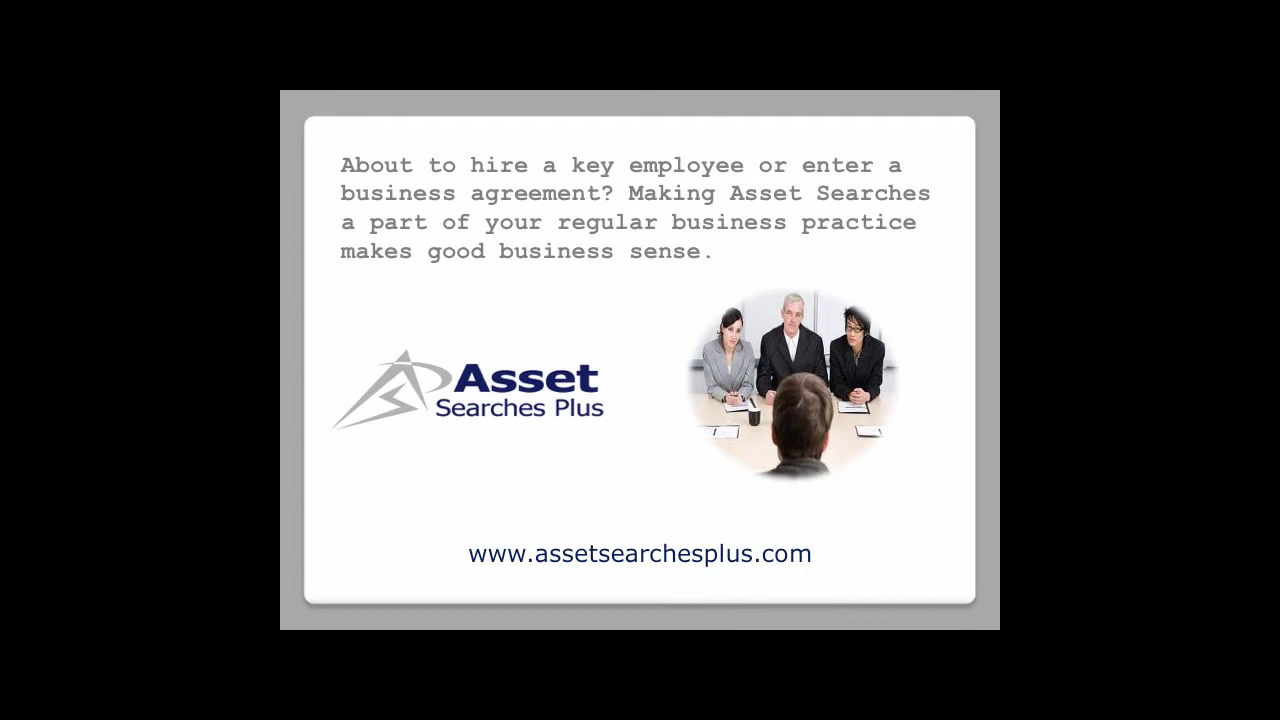 About to hire a key employee or enter a
business agreement? Making Asset Searches
a part of your regular business practice
makes good business sense.
Asset
Searches Plus
www.assetsearchesplus.com